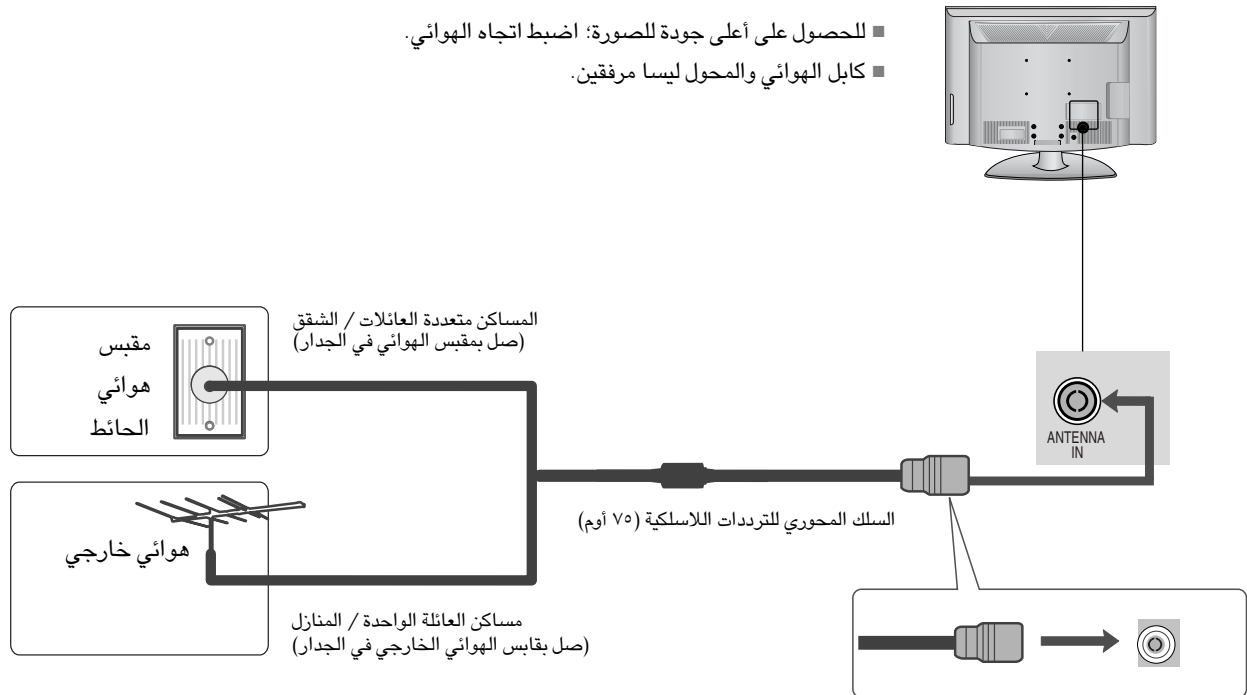 للحصول على أعلى جودة للصورة؛ اضبط اتجاه الهوائي.
كابل الهوائي والمحول ليسا مرفقين.
المساكن متعددة العائلات / الشقق
(صل بمقبس الهوائي في الجدار)
مقبس
هوائي
الحائط
ANTENNA
IN
السلك المحوري للترددات اللاسلكية (٧٥ أوم)
هوائي خارجي
مساكن العائلة الواحدة / المنازل
(صل بقابس الهوائي الخارجي في الجدار)